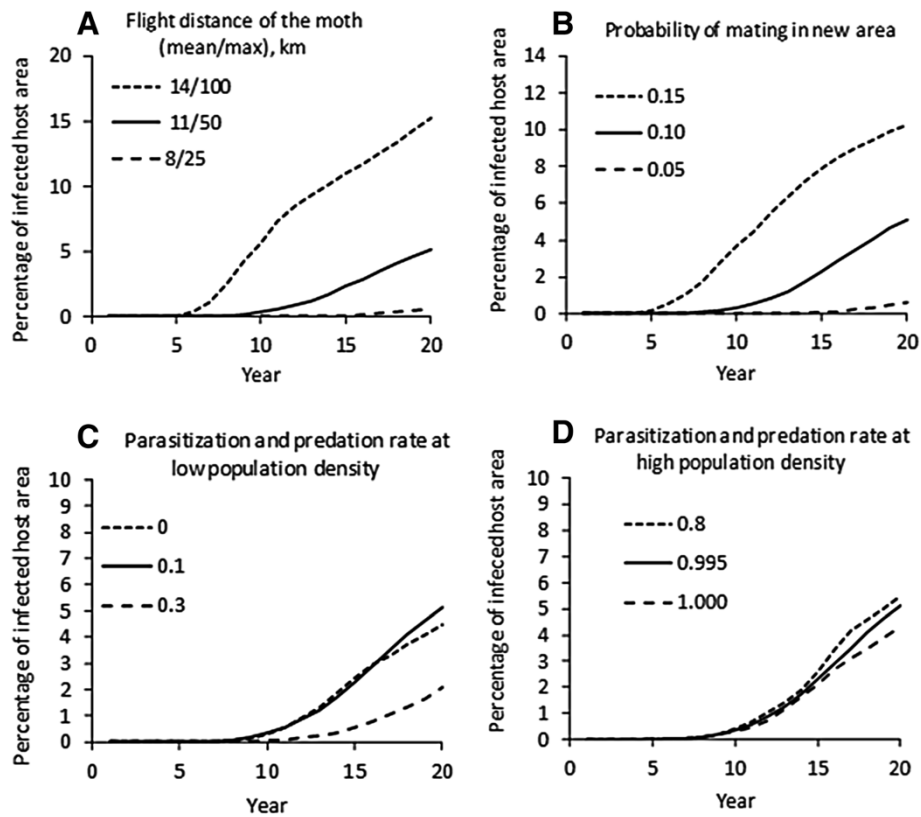 A
Flight distance of the moth
(mean/max), km
Percentage of infected host area
20
15
10
5
0
14/100
11/50
8/25
0 5 10 15 20
Year
B
Probability of mating in new area
Percentage of infected host area
14
12
10
8
6
4
2
0
0.15
0.10
0.05
0 5 10 15 20
Year
C
Parasitization and predation rate at
low population density
Percentage of infected host area
10
9
8
7
6
5
4
3
2
1
0
0
0.1
0.3
0 5 10 15 20
Year
D
Parasitization and predation rate at
high population density
Percentage of infeced host area
10
9
8
7
6
5
4
3
2
1
0
0.8
0.995
1.000
0 5 10 15 20
Year